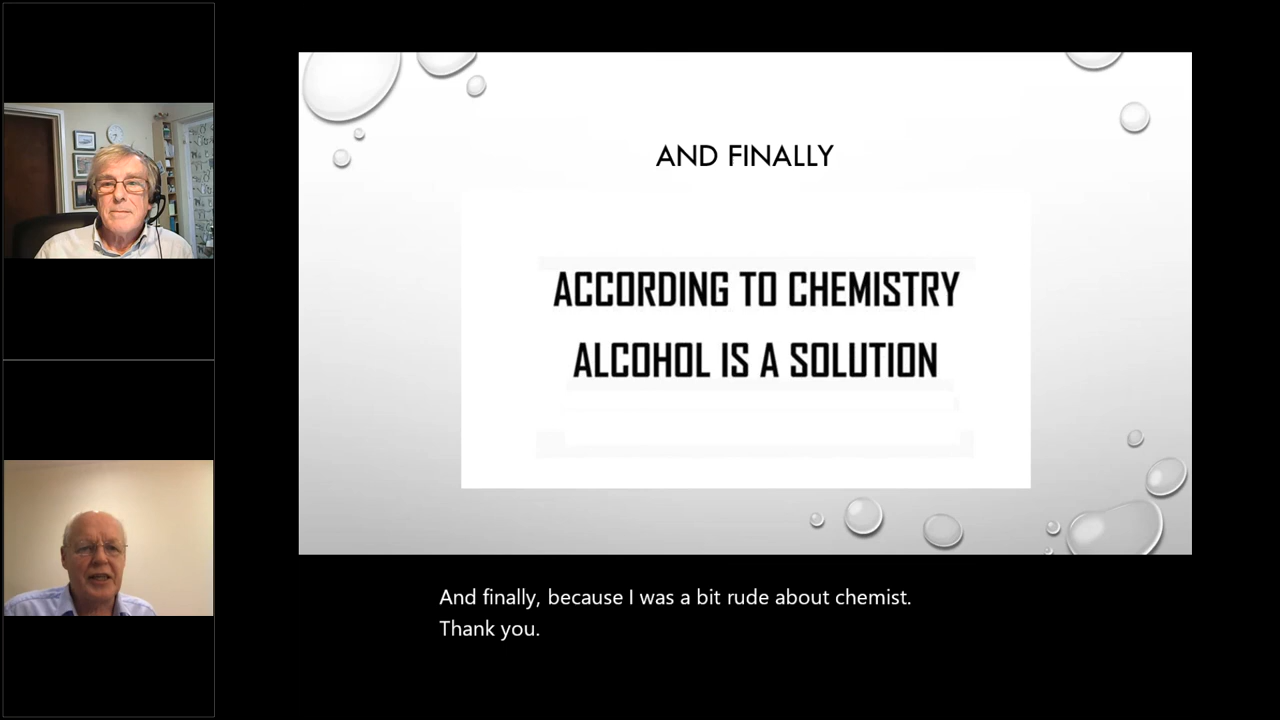 AND FINALLY
ACCORDING TO CHEMISTRY
ALCOHOL IS A SOLUTION
And finally, because I was a bit rude about chemist.
Thank you.